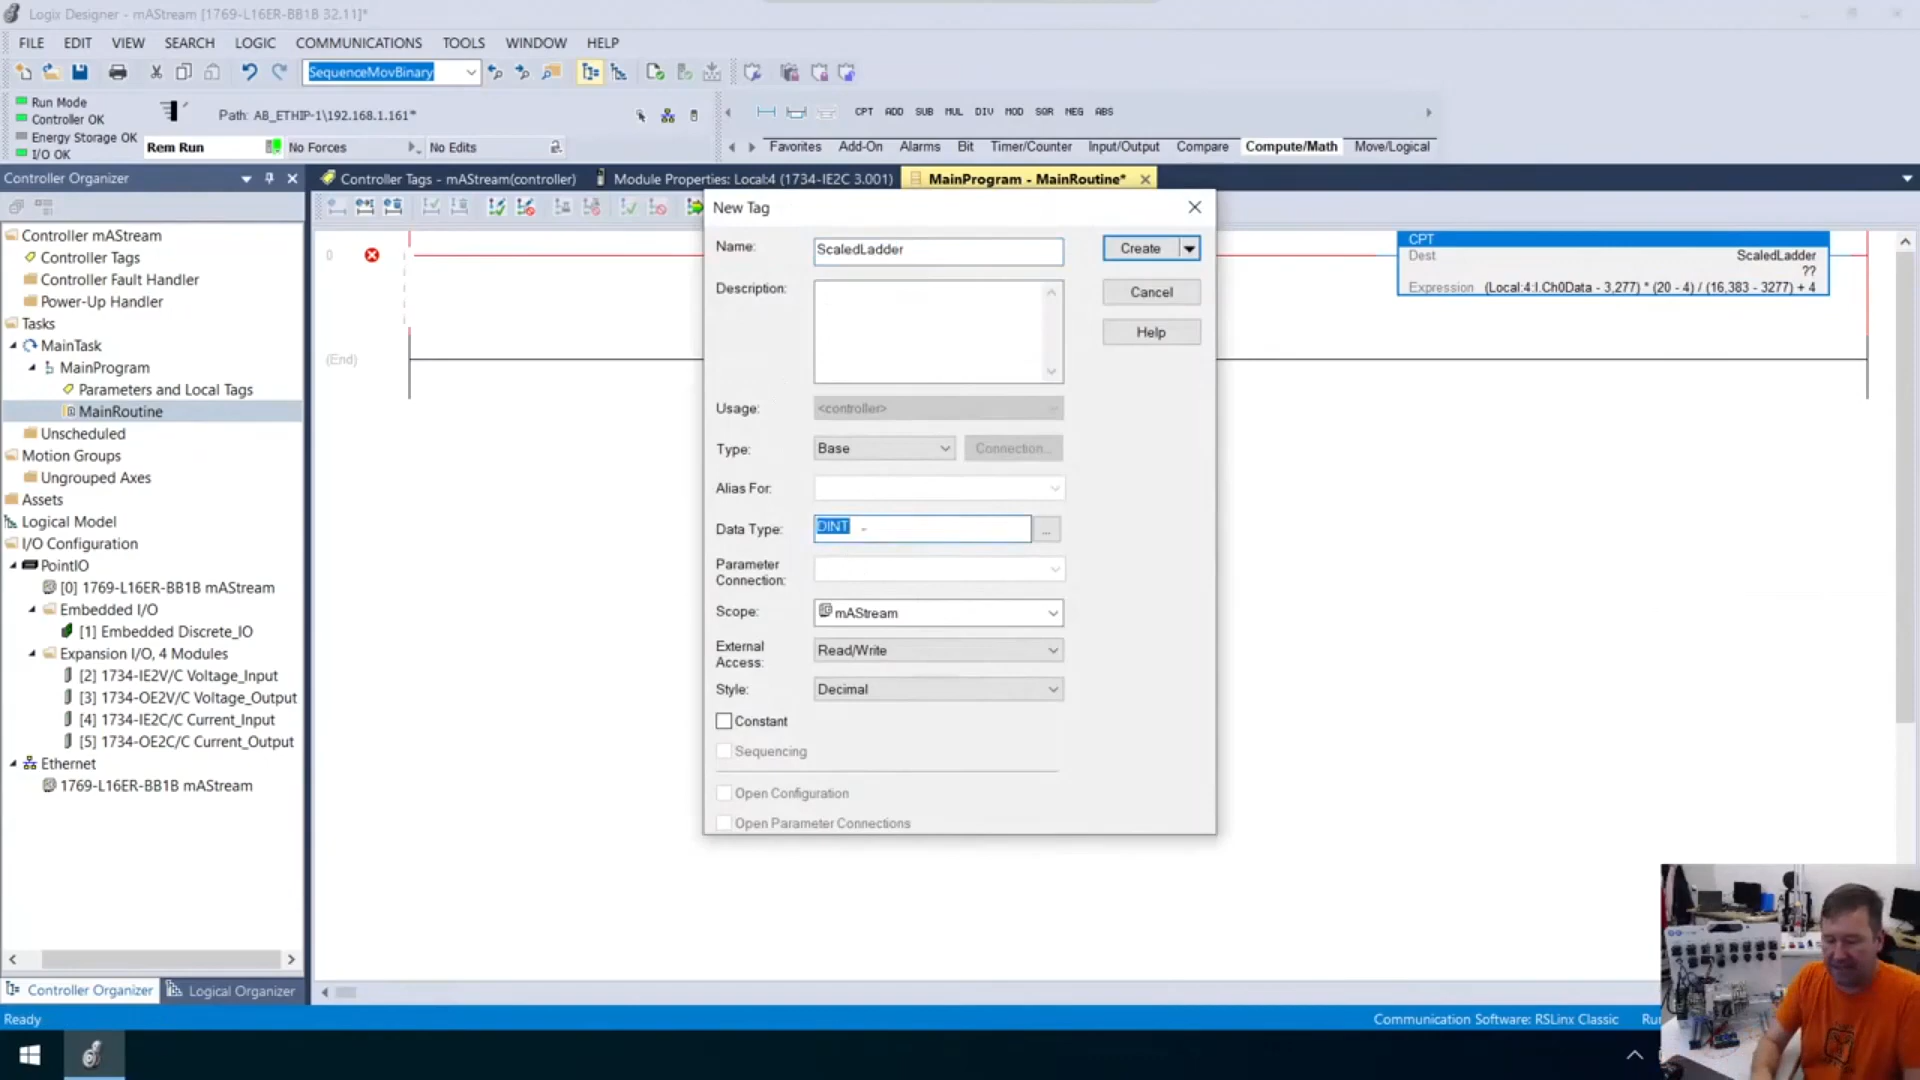 Logix Designer - mAStream [1769-L16ER-BB1B 32.11]*
FILE EDIT VIEW SEARCH LOGIC COMMUNICATIONS TOOLS WINDOW HELP
SequenceMovBinary
Run Mode
Controller OK
Energy Storage OK
I/O OK
Path: AB_ETHIP-1\192.168.1.161*
Rem Run No Forces No Edits
CPT ADD SUB MUL DIV MOD SQR NEG ABS
Favorites Add-On Alarms Bit Timer/Counter Input/Output Compare Compute/Math Move/Logical
Controller Organizer
Controller Tags - mAStream(controller) Module Properties: Local:4 (1734-IE2C 3.001) MainProgram - MainRoutine*
Controller mAStream
Controller Tags
Controller Fault Handler
Power-Up Handler
Tasks
MainTask
MainProgram
Parameters and Local Tags
MainRoutine
Unscheduled
Motion Groups
Ungrouped Axes
Assets
Logical Model
I/O Configuration
PointIO
[0] 1769-L16ER-BB1B mAStream
Embedded I/O
[1] Embedded Discrete_IO
Expansion I/O, 4 Modules
[2] 1734-IE2V/C Voltage_Input
[3] 1734-OE2V/C Voltage_Output
[4] 1734-IE2C/C Current_Input
[5] 1734-OE2C/C Current_Output
Ethernet
1769-L16ER-BB1B mAStream
Controller Organizer Logical Organizer
0
(End)
New Tag
Name: ScaledLadder
Create
Description:
Cancel
Help
Usage: <controller>
Type: Base Connection...
Alias For:
Data Type: DINT ...
Parameter
Connection:
Scope: mAStream
External
Access: Read/Write
Style: Decimal
Constant
Sequencing
Open Configuration
Open Parameter Connections
CPT
Dest ScaledLadder
??
Expression (Local:4:I.Ch0Data - 3,277) * (20 - 4) / (16,383 - 3277) + 4
Ready
Communication Software: RSLinx Classic